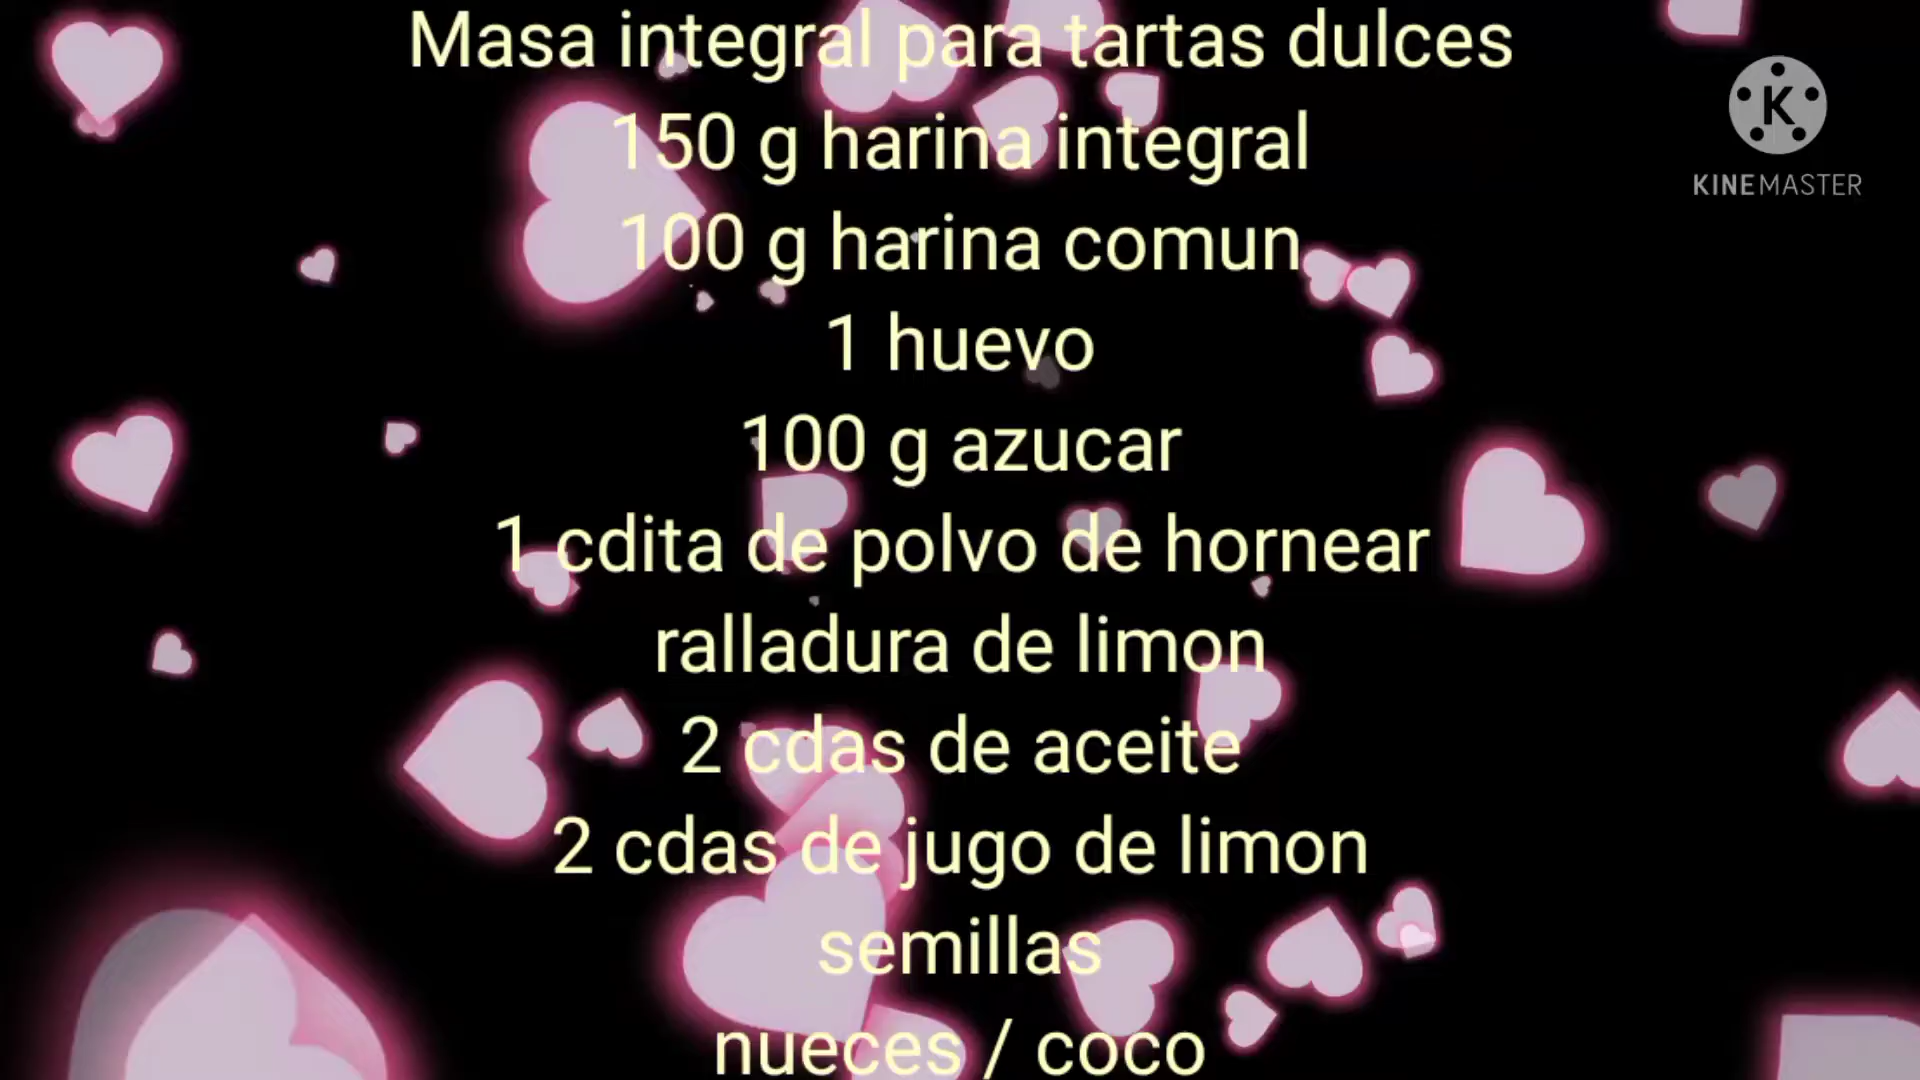 Masa integral para tartas dulces
150 g harina integral
100 g harina comun
1 huevo
100 g azucar
1 cdita de polvo de hornear
ralladura de limon
2 cdas de aceite
2 cdas de jugo de limon
semillas
nueces / coco
K
KINEMASTER